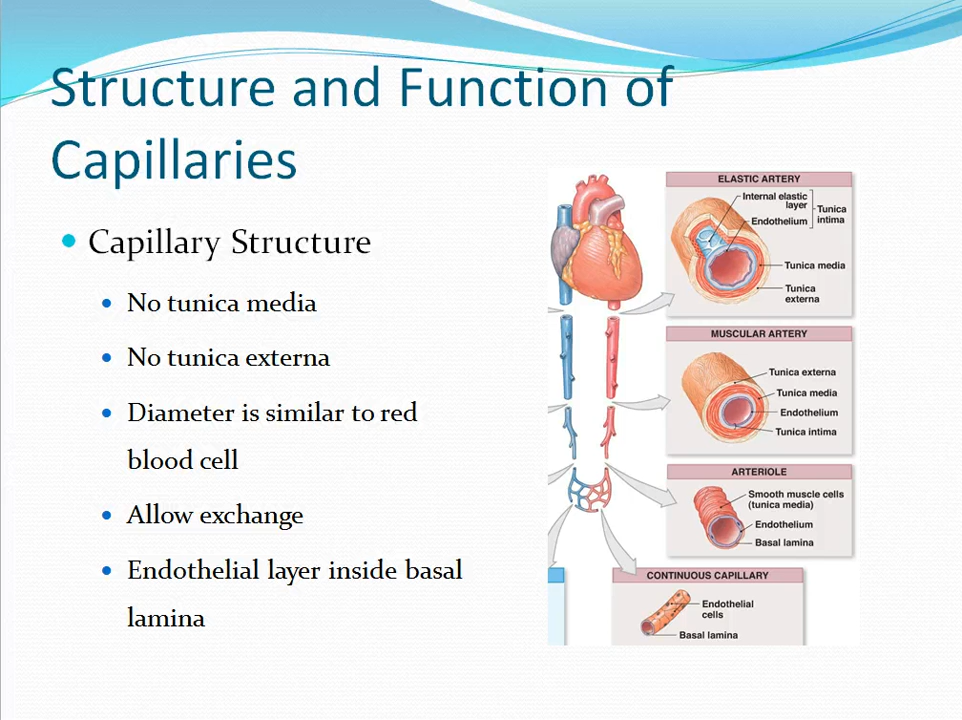 Structure and Function of
Capillaries
Capillary Structure
No tunica media
No tunica externa
Diameter is similar to red
blood cell
Allow exchange
Endothelial layer inside basal
lamina
ELASTIC ARTERY
Internal elastic
layer
Endothelium
Tunica
intima
Tunica media
Tunica
externa
MUSCULAR ARTERY
Tunica externa
Tunica media
Endothelium
Tunica intima
ARTERIOLE
Smooth muscle cells
(tunica media)
Endothelium
Basal lamina
CONTINUOUS CAPILLARY
Endothelial
cells
Basal lamina